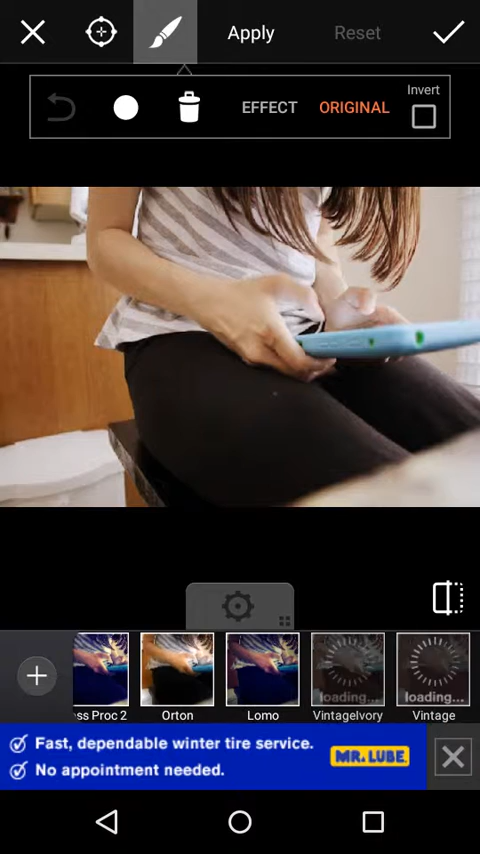 Apply Reset
EFFECT ORIGINAL Invert
loading... loading...
ss Proc 2 Orton Lomo VintageIvory Vintage
Fast, dependable winter tire service.
No appointment needed.
MR. LUBE